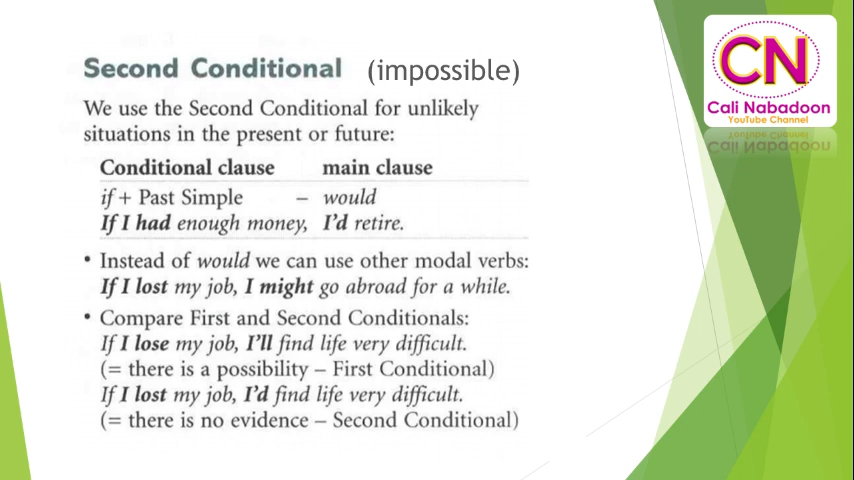 Second Conditional (impossible)
We use the Second Conditional for unlikely
situations in the present or future:
Conditional clause main clause
if + Past Simple – would
If I had enough money, I'd retire.
• Instead of would we can use other modal verbs:
If I lost my job, I might go abroad for a while.
• Compare First and Second Conditionals:
If I lose my job, I'll find life very difficult.
(= there is a possibility – First Conditional)
If I lost my job, I'd find life very difficult.
(= there is no evidence – Second Conditional)
CN
Cali Nabadoon
YouTube Channel